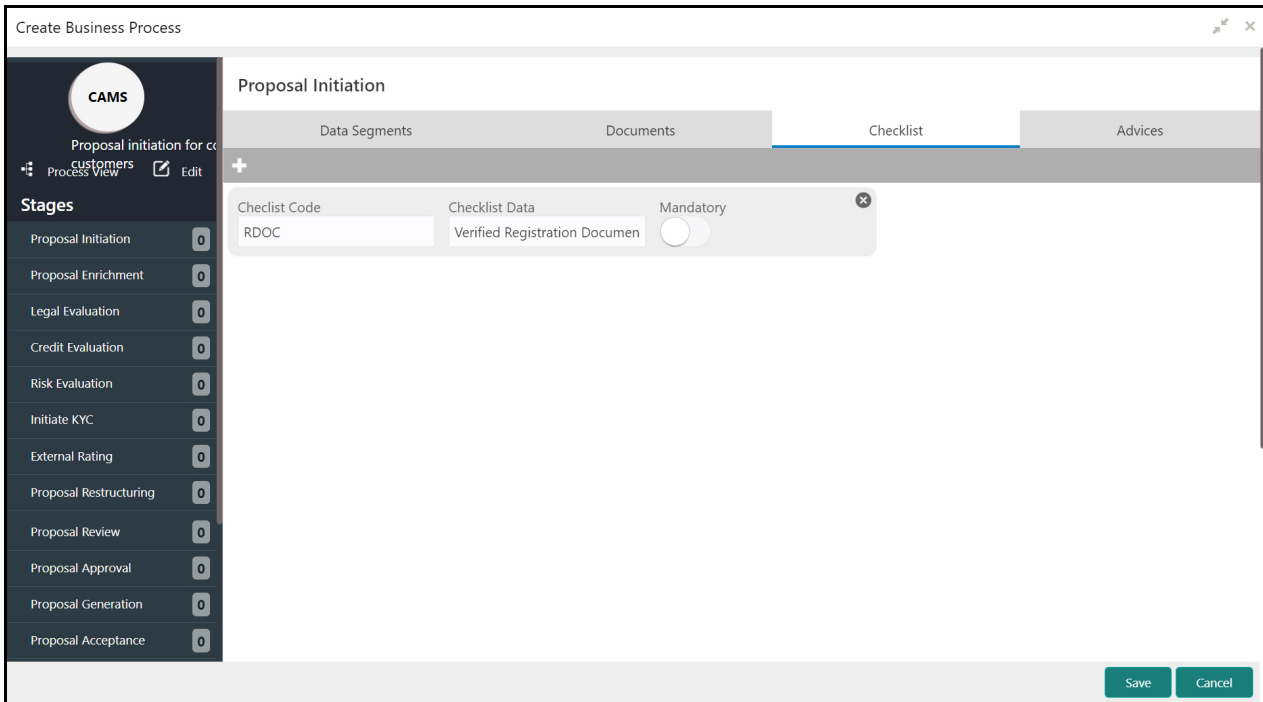 Create Business Process
CAMS
Proposal initiation for cc
customers
Process View Edit
Stages
Proposal Initiation 0
Proposal Enrichment 0
Legal Evaluation 0
Credit Evaluation 0
Risk Evaluation 0
Initiate KYC 0
External Rating 0
Proposal Restructuring 0
Proposal Review 0
Proposal Approval 0
Proposal Generation 0
Proposal Acceptance 0
Proposal Initiation
Data Segments Documents Checklist Advices
Checlist Code Checklist Data Mandatory
RDOC Verified Registration Documen
Save Cancel